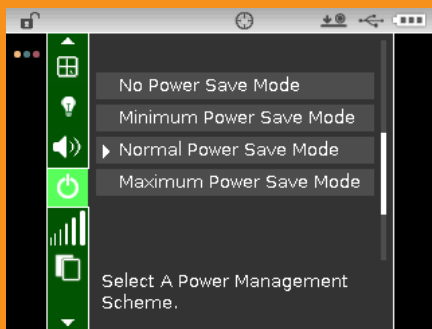 No Power Save Mode
Minimum Power Save Mode
Normal Power Save Mode
Maximum Power Save Mode
Select A Power Management
Scheme.